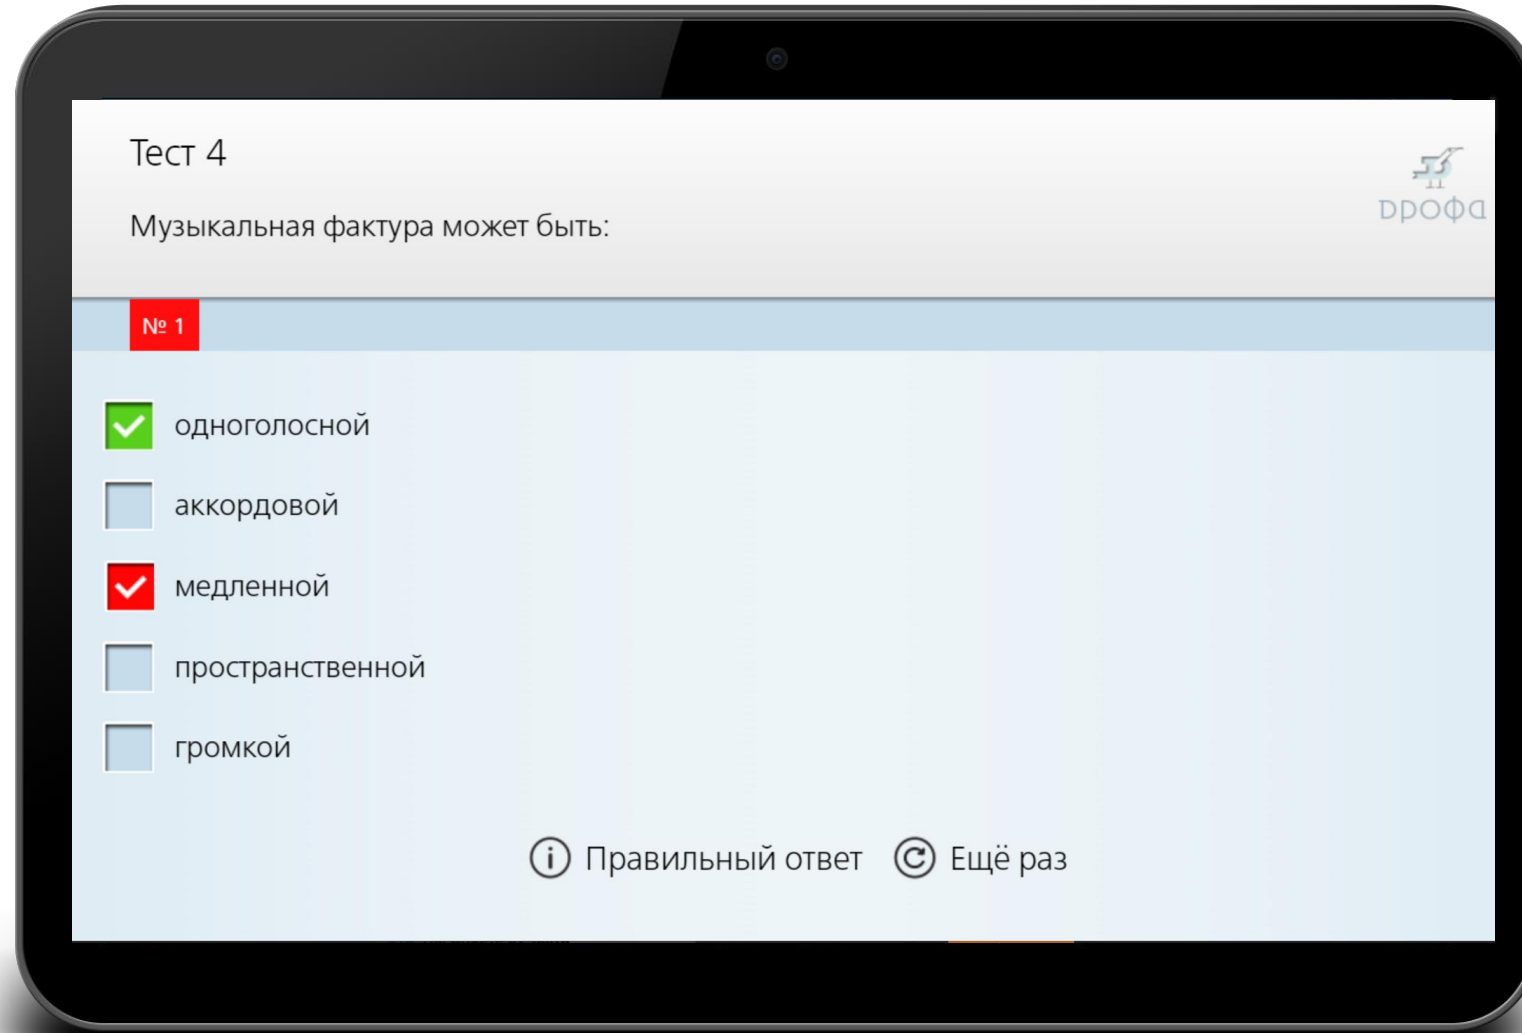 Тест 4
Музыкальная фактура может быть:
дрофа
№ 1
одноголосной
аккордовой
медленной
пространственной
громкой
Правильный ответ
Ещё раз